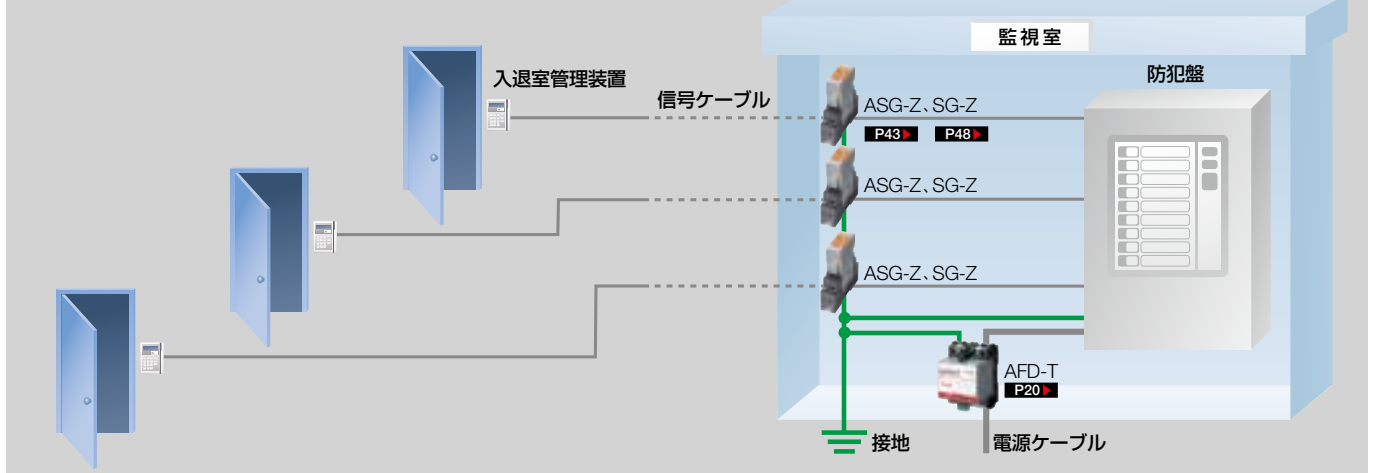 監視室
防犯盤
入退室管理装置
信号ケーブル
ASG-Z、SG-Z
P43▶ P48▶
ASG-Z、SG-Z
ASG-Z、SG-Z
AFD-T
P20▶
接地
電源ケーブル